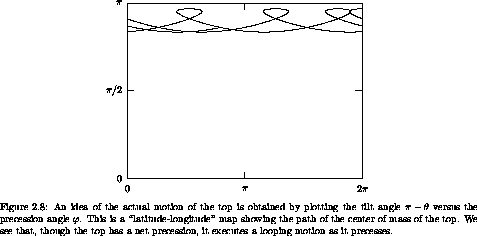 π
π/2
0
0 π 2π
Figure 2.8: An idea of the actual motion of the top is obtained by plotting the tilt angle π − θ versus the
precession angle φ. This is a "latitude-longitude" map showing the path of the center of mass of the top. We
see that, though the top has a net precession, it executes a looping motion as it precesses.